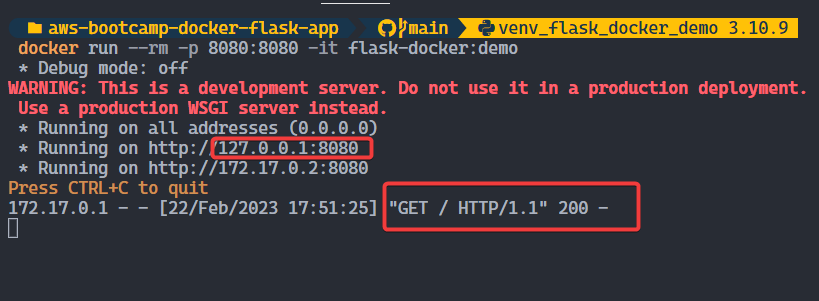 aws-bootcamp-docker-flask-app main venv_flask_docker_demo 3.10.9
docker run --rm -p 8080:8080 -it flask-docker:demo
* Debug mode: off
WARNING: This is a development server. Do not use it in a production deployment.
Use a production WSGI server instead.
* Running on all addresses (0.0.0.0)
* Running on http://127.0.0.1:8080
* Running on http://172.17.0.2:8080
Press CTRL+C to quit
172.17.0.1 - - [22/Feb/2023 17:51:25] "GET / HTTP/1.1" 200 -